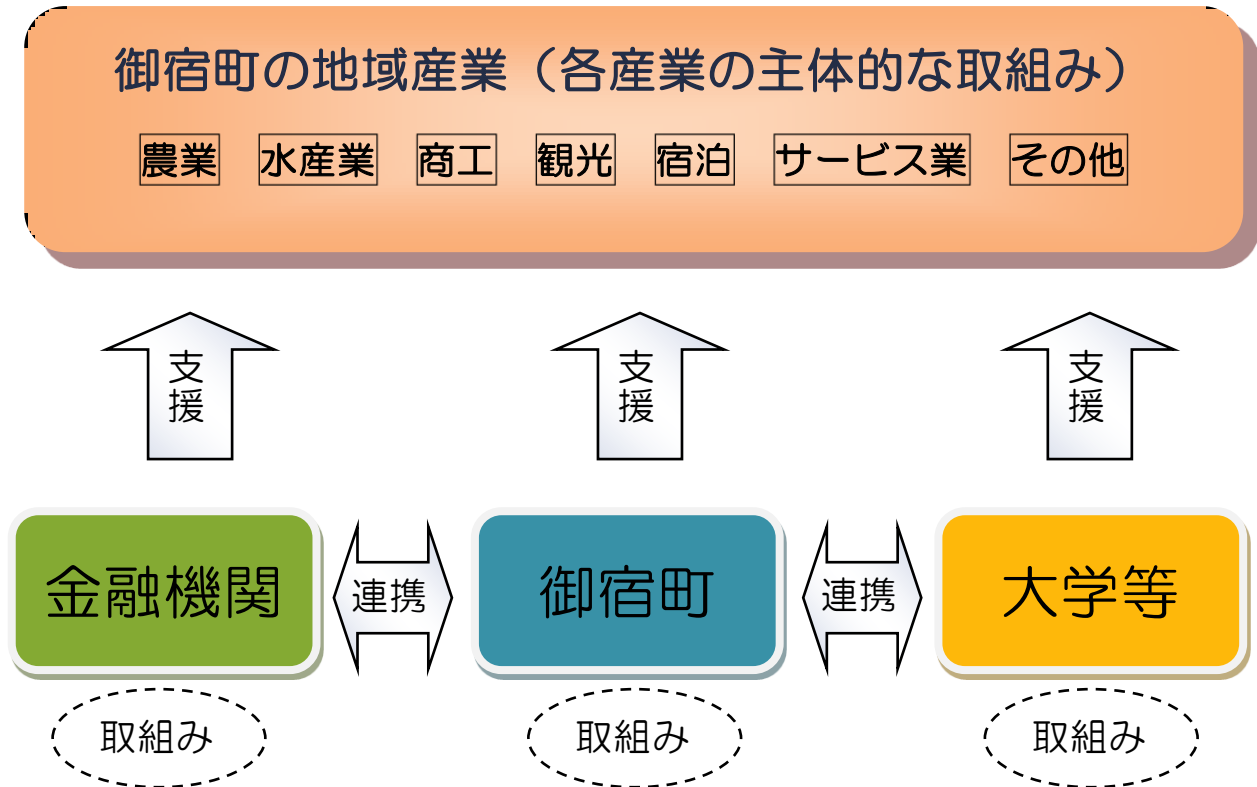 御宿町の地域産業（各産業の主体的な取組み）
農業 水産業 商工 観光 宿泊 サービス業 その他
支援 支援 支援
金融機関 連携 御宿町 連携 大学等
取組み 取組み 取組み